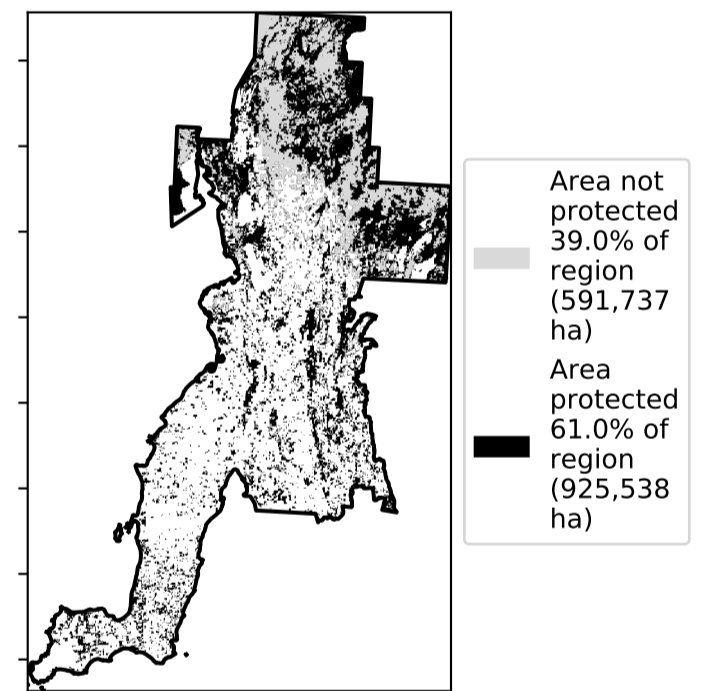 Area not
protected
39.0% of
region
(591,737
ha)
Area
protected
61.0% of
region
(925,538
ha)